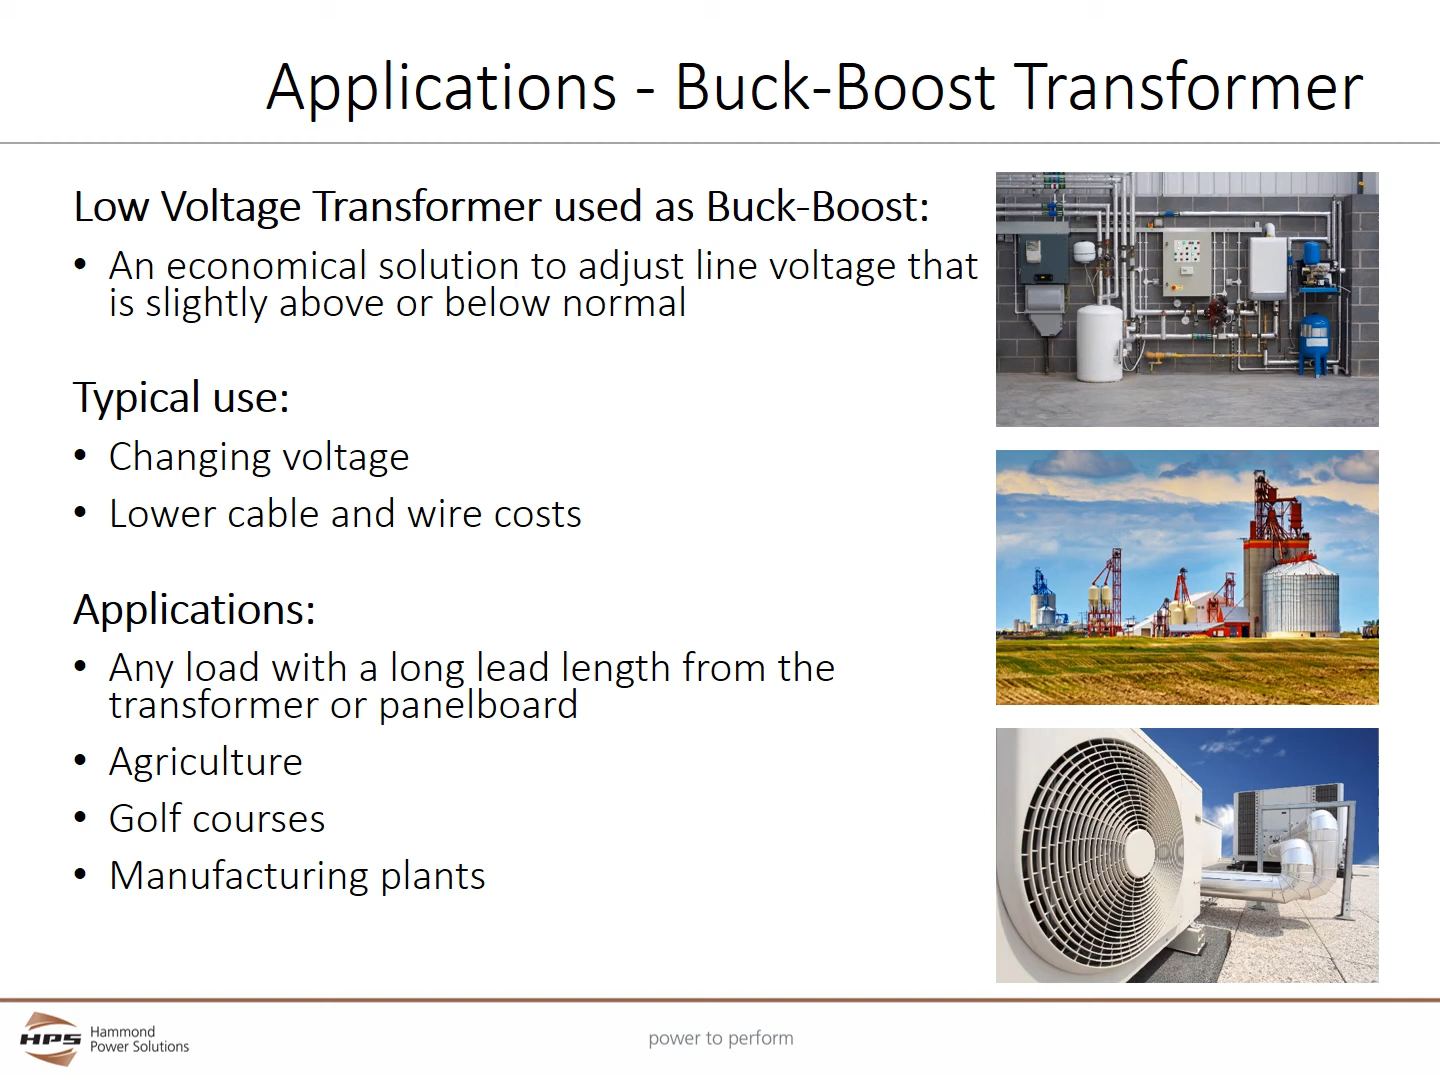 Applications - Buck-Boost Transformer
Low Voltage Transformer used as Buck-Boost:
• An economical solution to adjust line voltage that
is slightly above or below normal
Typical use:
• Changing voltage
• Lower cable and wire costs
Applications:
• Any load with a long lead length from the
transformer or panelboard
• Agriculture
• Golf courses
• Manufacturing plants
HPS
Hammond
Power Solutions
power to perform